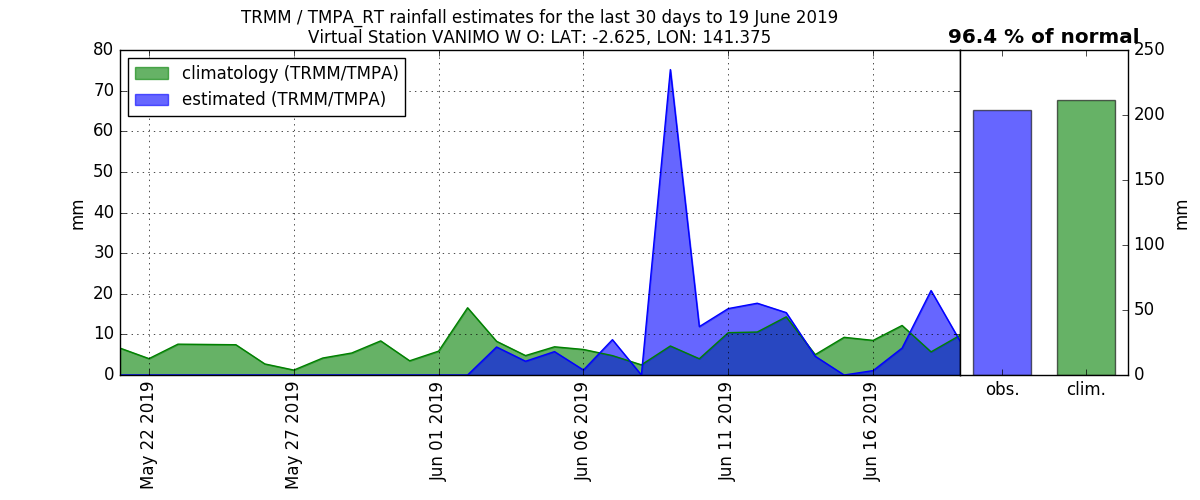 TRMM / TMPA_RT rainfall estimates for the last 30 days to 19 June 2019
Virtual Station VANIMO W O: LAT: -2.625, LON: 141.375
96.4 % of normal
climatology (TRMM/TMPA)
estimated (TRMM/TMPA)
80
70
60
50
40
30
20
10
0
mm
May 22 2019
May 27 2019
Jun 01 2019
Jun 06 2019
Jun 11 2019
Jun 16 2019
250
200
150
100
50
0
mm
obs.
clim.